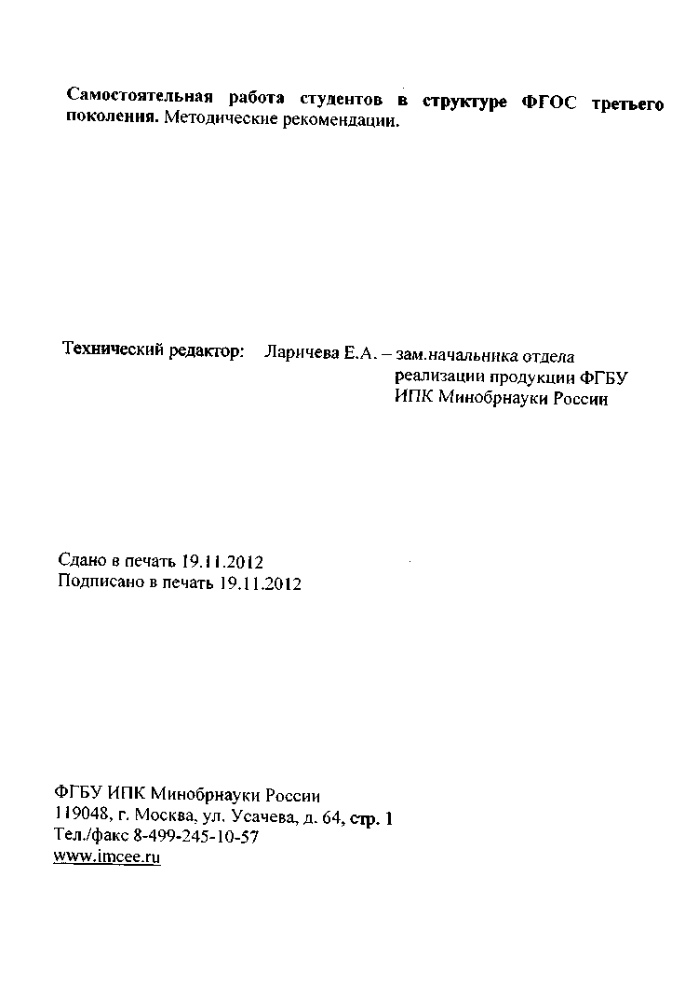 Самостоятельная работа студентов в структуре ФГОС третьего
поколения. Методические рекомендации.
Технический редактор: Ларичева Е.А. – зам.начальника отдела
реализации продукции ФГБУ
ИПК Минобрнауки России
Сдано в печать 19.11.2012
Подписано в печать 19.11.2012
ФГБУ ИПК Минобрнауки России
119048, г. Москва, ул. Усачева, д. 64, стр. 1
Тел./факс 8-499-245-10-57
www.imcee.ru